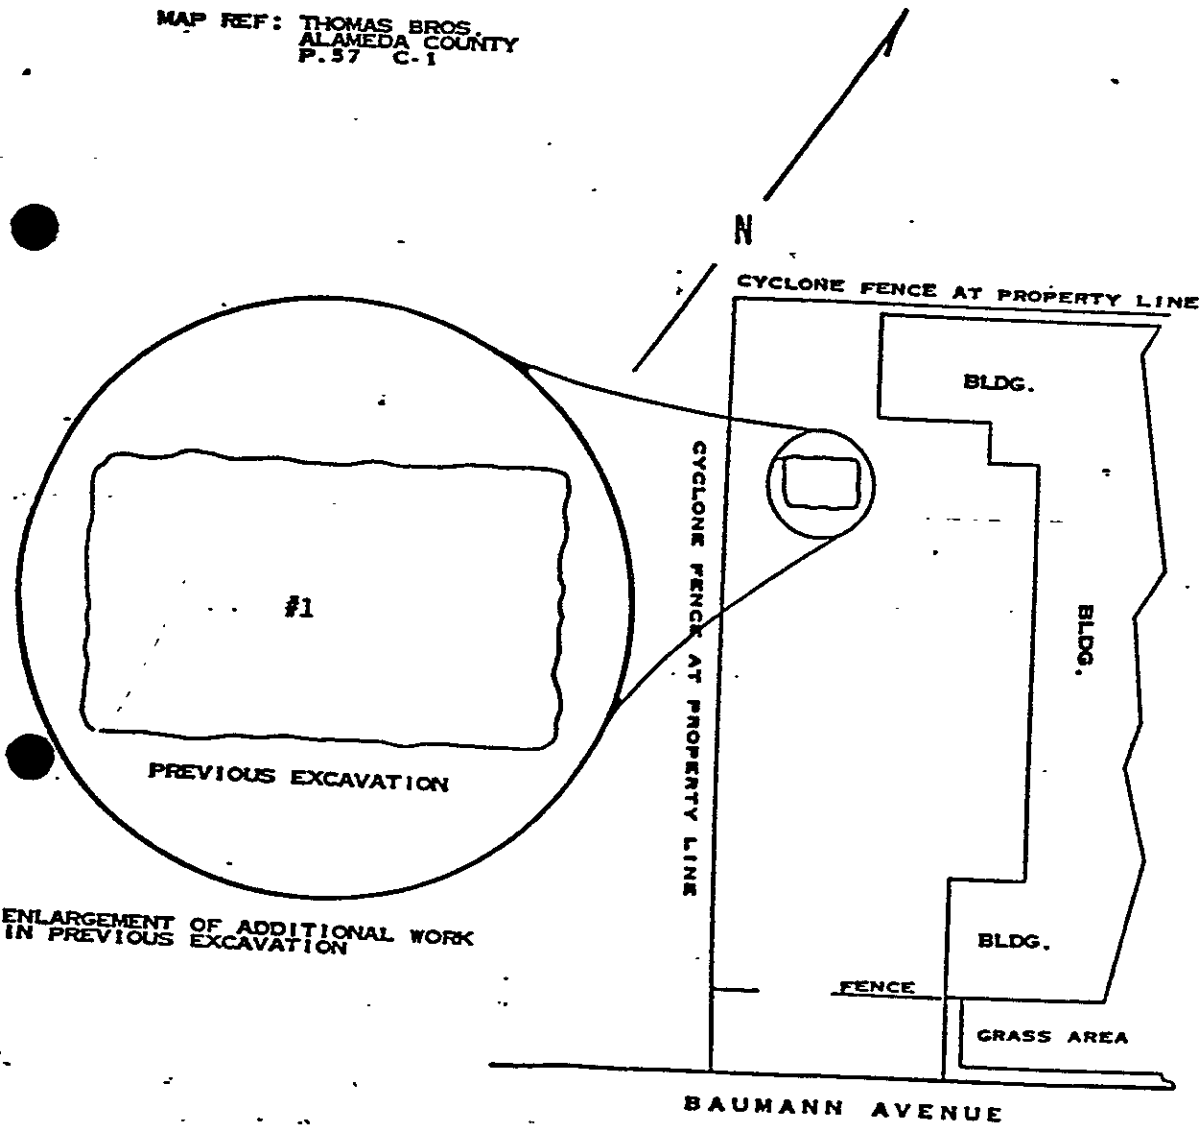 MAP REF: THOMAS BROS.
ALAMEDA COUNTY
P.57 C-1
N
CYCLONE FENCE AT PROPERTY LINE
BLDG.
CYCLONE FENCE AT PROPERTY LINE
#1
BLDG.
PREVIOUS EXCAVATION
ENLARGEMENT OF ADDITIONAL WORK
IN PREVIOUS EXCAVATION
BLDG.
FENCE
GRASS AREA
BAUMANN AVENUE